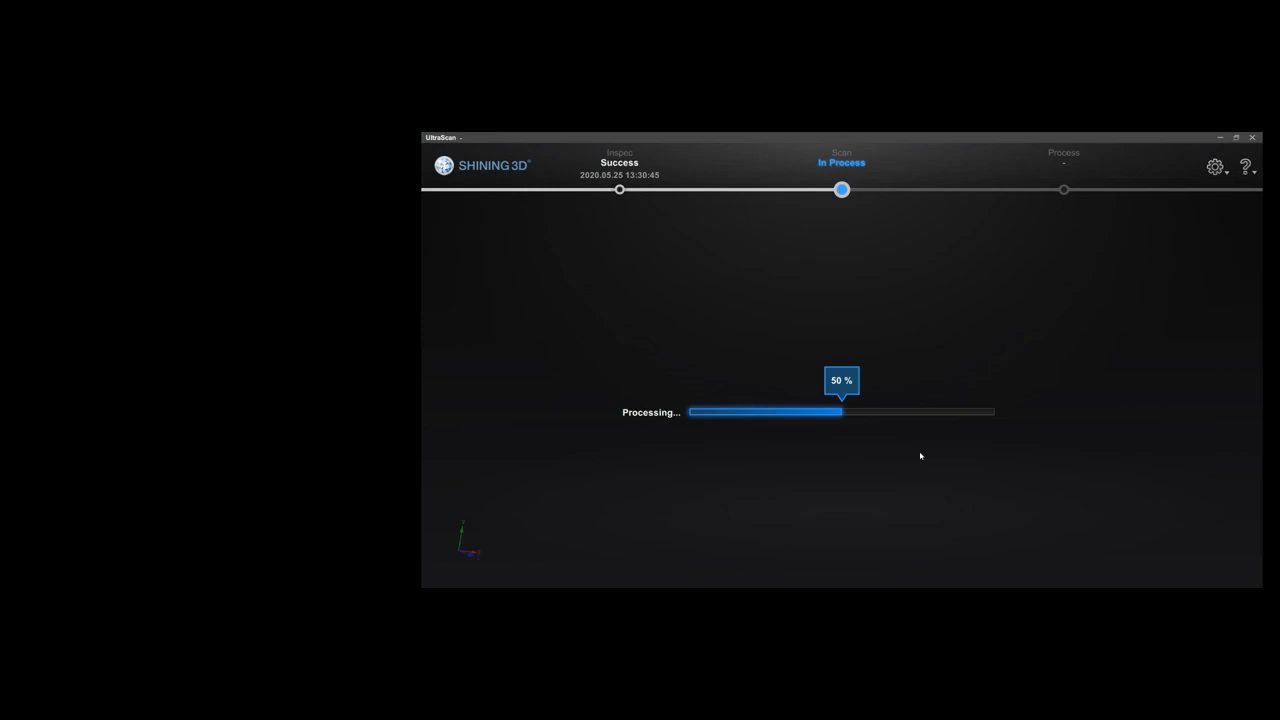 UltraScan -
SHINING 3D®
Inspec
Success
2020.05.25 13:30:45
Scan
In Process
Process
-
?
50 %
Processing...
Y
X